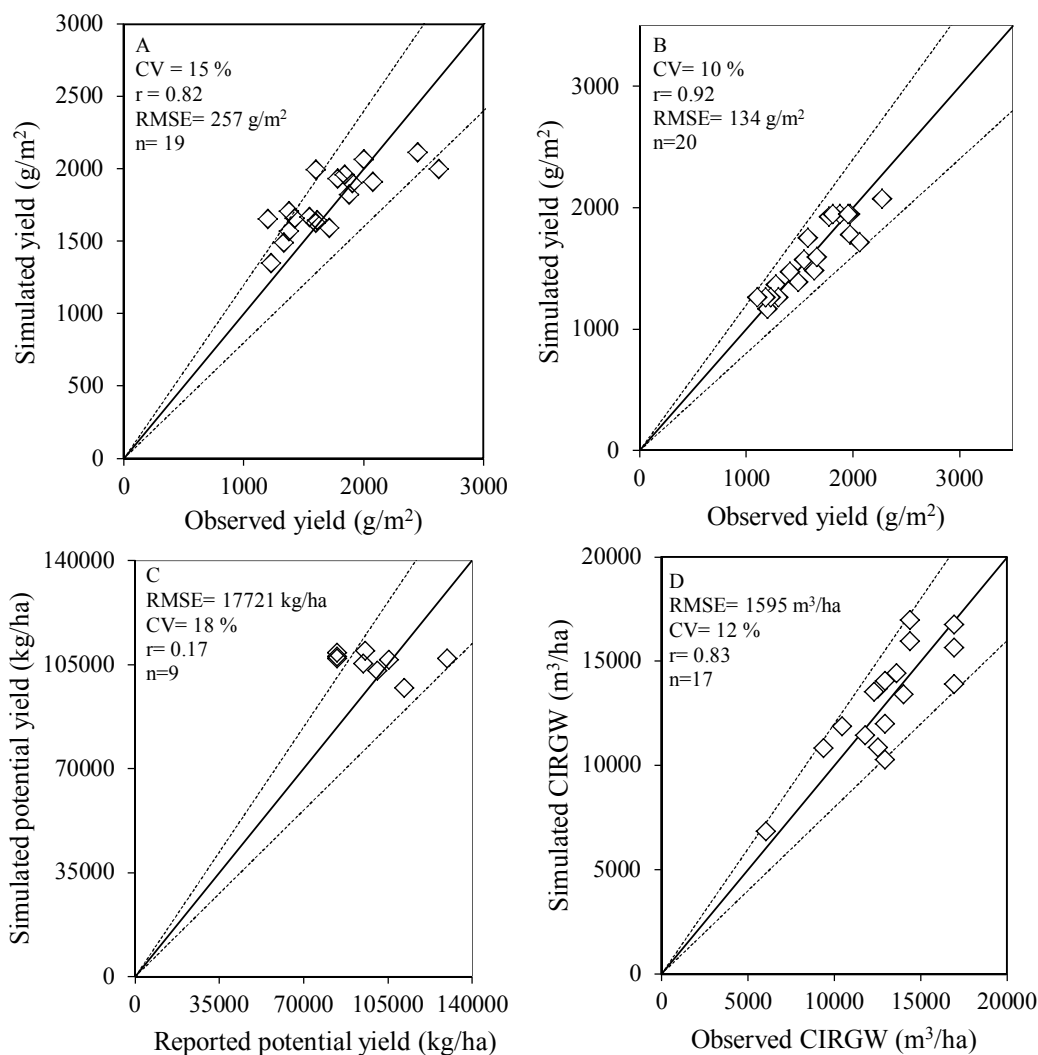 A
CV = 15 %
r = 0.82
RMSE= 257 g/m²
n= 19
3000
2500
2000
1500
1000
500
0
0 1000 2000 3000
Simulated yield (g/m²)
Observed yield (g/m²)
B
CV= 10 %
r= 0.92
RMSE= 134 g/m²
n=20
3000
2000
1000
0
0 1000 2000 3000
Simulated yield (g/m²)
Observed yield (g/m²)
C
RMSE= 17721 kg/ha
CV= 18 %
r= 0.17
n=9
140000
105000
70000
35000
0
0 35000 70000 105000 140000
Simulated potential yield (kg/ha)
Reported potential yield (kg/ha)
D
RMSE= 1595 m³/ha
CV= 12 %
r= 0.83
n=17
20000
15000
10000
5000
0
0 5000 10000 15000 20000
Simulated CIRGW (m³/ha)
Observed CIRGW (m³/ha)